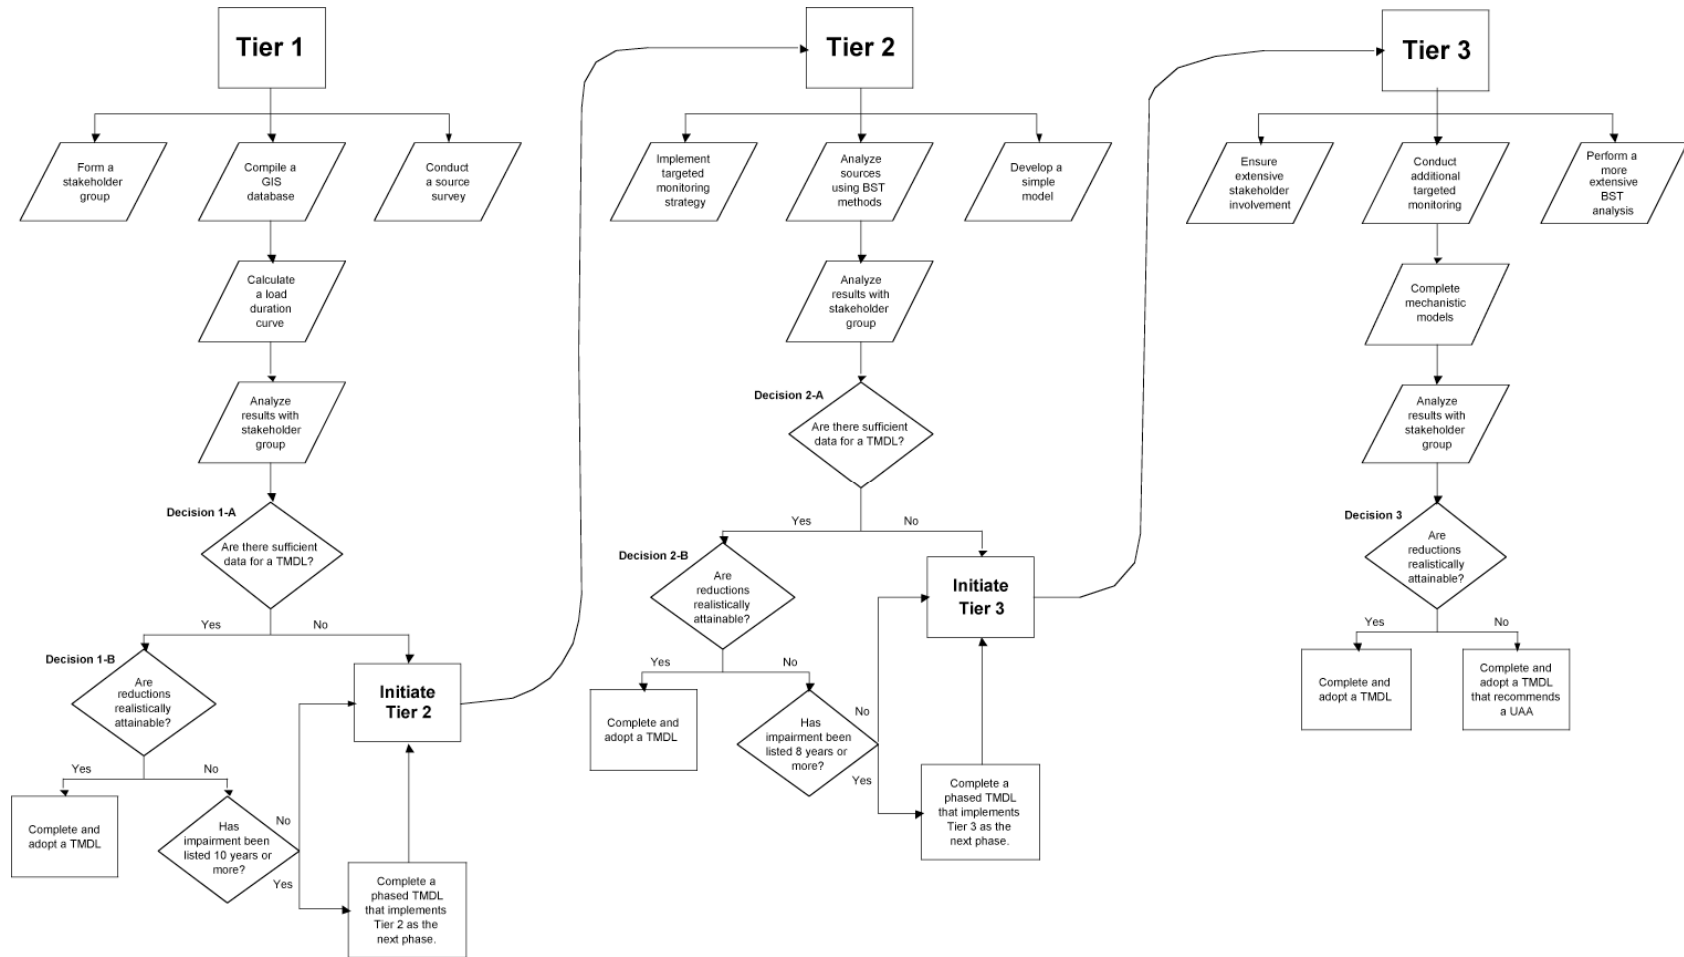 Tier 1
Form a
stakeholder
group
Compile a
GIS
database
Conduct
a source
survey
Calculate
a load
duration
curve
Analyze
results with
stakeholder
group
Decision 1-A
Are there sufficient
data for a TMDL?
Yes
No
Decision 1-B
Are
reductions
realistically
attainable?
Initiate
Tier 2
Yes
No
Complete and
adopt a TMDL
Has
impairment been
listed 10 years or
more?
No
Yes
Complete a
phased TMDL
that implements
Tier 2 as the
next phase.
Tier 2
Implement
targeted
monitoring
strategy
Analyze
sources
using BST
methods
Develop a
simple
model
Analyze
results with
stakeholder
group
Decision 2-A
Are there sufficient
data for a TMDL?
Yes
No
Decision 2-B
Are
reductions
realistically
attainable?
Initiate
Tier 3
Yes
No
Complete and
adopt a TMDL
Has
impairment been
listed 8 years or
more?
No
Yes
Complete a
phased TMDL
that implements
Tier 3 as the
next phase.
Tier 3
Ensure
extensive
stakeholder
involvement
Conduct
additional
targeted
monitoring
Perform a
more
extensive
BST
analysis
Complete
mechanistic
models
Analyze
results with
stakeholder
group
Decision 3
Are
reductions
realistically
attainable?
Yes
No
Complete and
adopt a TMDL
Complete and
adopt a TMDL
that recommends
a UAA